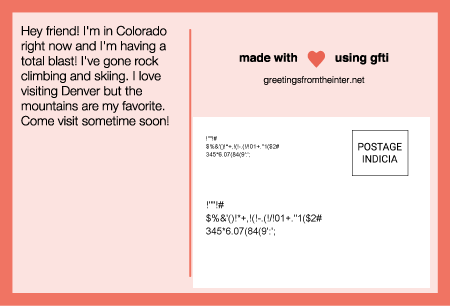 Hey friend! I'm in Colorado
right now and I'm having a
total blast! I've gone rock
climbing and skiing. I love
visiting Denver but the
mountains are my favorite.
Come visit sometime soon!
made with ❤ using gfti
greetingsfromtheinter.net
POSTAGE
INDICIA
!""!#
$%&'()!*+,!(!-.(!/!01+."1($2#
345*6.07(84(9':';
!""!#
$%&'()!*+,!(!-.(!/!01+."1($2#
345*6.07(84(9':';